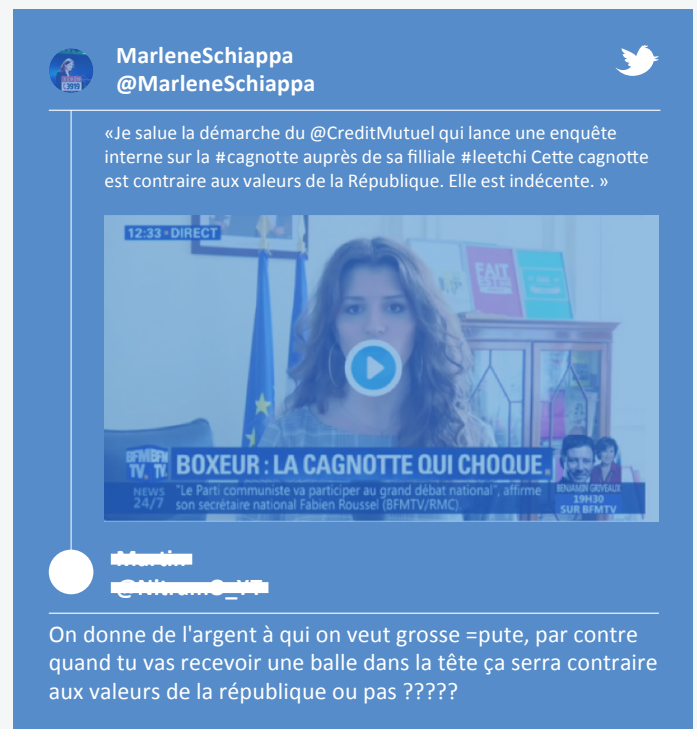 MarleneSchiappa
@MarleneSchiappa
«Je salue la démarche du @CreditMutuel qui lance une enquête
interne sur la #cagnotte auprès de sa filliale #leetchi Cette cagnotte
est contraire aux valeurs de la République. Elle est indécente. »
12:33 - DIRECT
FAIT
BFM BFM
TV. TV.
BOXEUR : LA CAGNOTTE QUI CHOQUE.
NEWS
24/7
"Le Parti communiste va participer au grand débat national", affirme
son secrétaire national Fabien Roussel (BFMTV/RMC).
BENJAMIN GRIVEAUX
19H30
SUR BFMTV
On donne de l'argent à qui on veut grosse =pute, par contre
quand tu vas recevoir une balle dans la tête ça serra contraire
aux valeurs de la république ou pas ?????